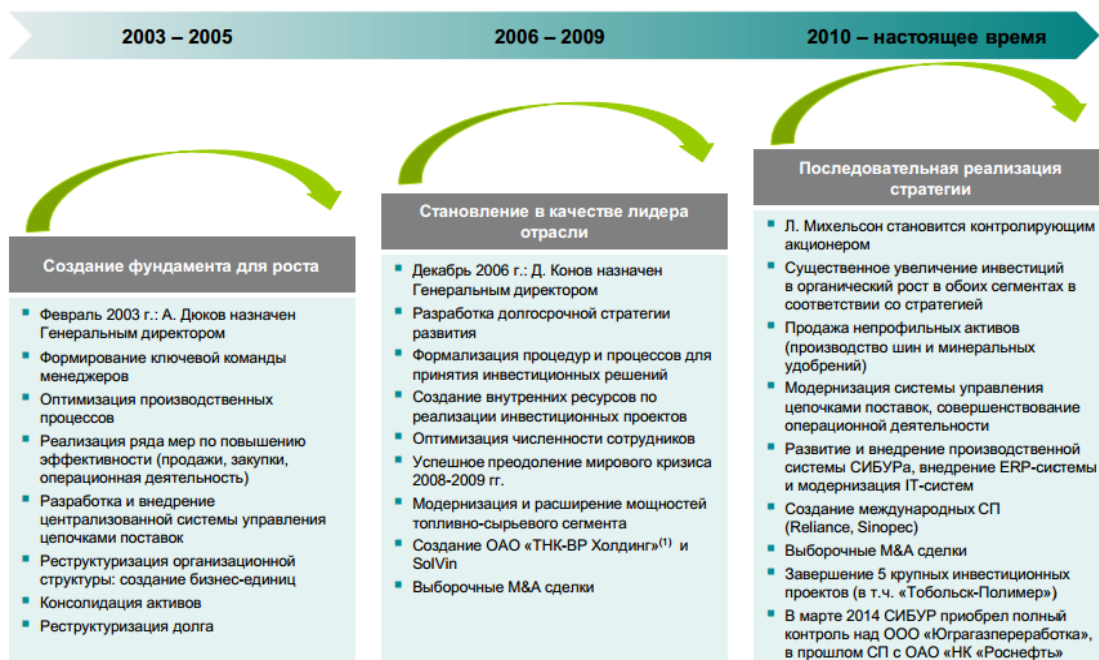 2003 – 2005
2006 – 2009
2010 – настоящее время
Создание фундамента для роста
Февраль 2003 г.: А. Дюков назначен
Генеральным директором
Формирование ключевой команды
менеджеров
Оптимизация производственных
процессов
Реализация ряда мер по повышению
эффективности (продажи, закупки,
операционная деятельность)
Разработка и внедрение
централизованной системы управления
цепочками поставок
Реструктуризация организационной
структуры: создание бизнес-единиц
Консолидация активов
Реструктуризация долга
Становление в качестве лидера
отрасли
Декабрь 2006 г.: Д. Конов назначен
Генеральным директором
Разработка долгосрочной стратегии
развития
Формализация процедур и процессов для
принятия инвестиционных решений
Создание внутренних ресурсов по
реализации инвестиционных проектов
Оптимизация численности сотрудников
Успешное преодоление мирового кризиса
2008-2009 гг.
Модернизация и расширение мощностей
топливно-сырьевого сегмента
Создание ОАО «ТНК-ВР Холдинг»(1) и
SolVin
Выборочные M&A сделки
Последовательная реализация
стратегии
Л. Михельсон становится контролирующим
акционером
Существенное увеличение инвестиций
в органический рост в обоих сегментах в
соответствии со стратегией
Продажа непрофильных активов
(производство шин и минеральных
удобрений)
Модернизация системы управления
цепочками поставок, совершенствование
операционной деятельности
Развитие и внедрение производственной
системы СИБУРа, внедрение ERP-системы
и модернизация IT-систем
Создание международных СП
(Reliance, Sinopec)
Выборочные M&A сделки
Завершение 5 крупных инвестиционных
проектов (в т.ч. «Тобольск-Полимер»)
В марте 2014 СИБУР приобрел полный
контроль над ООО «Юграгазпереработка»,
в прошлом СП с ОАО «НК «Роснефть»